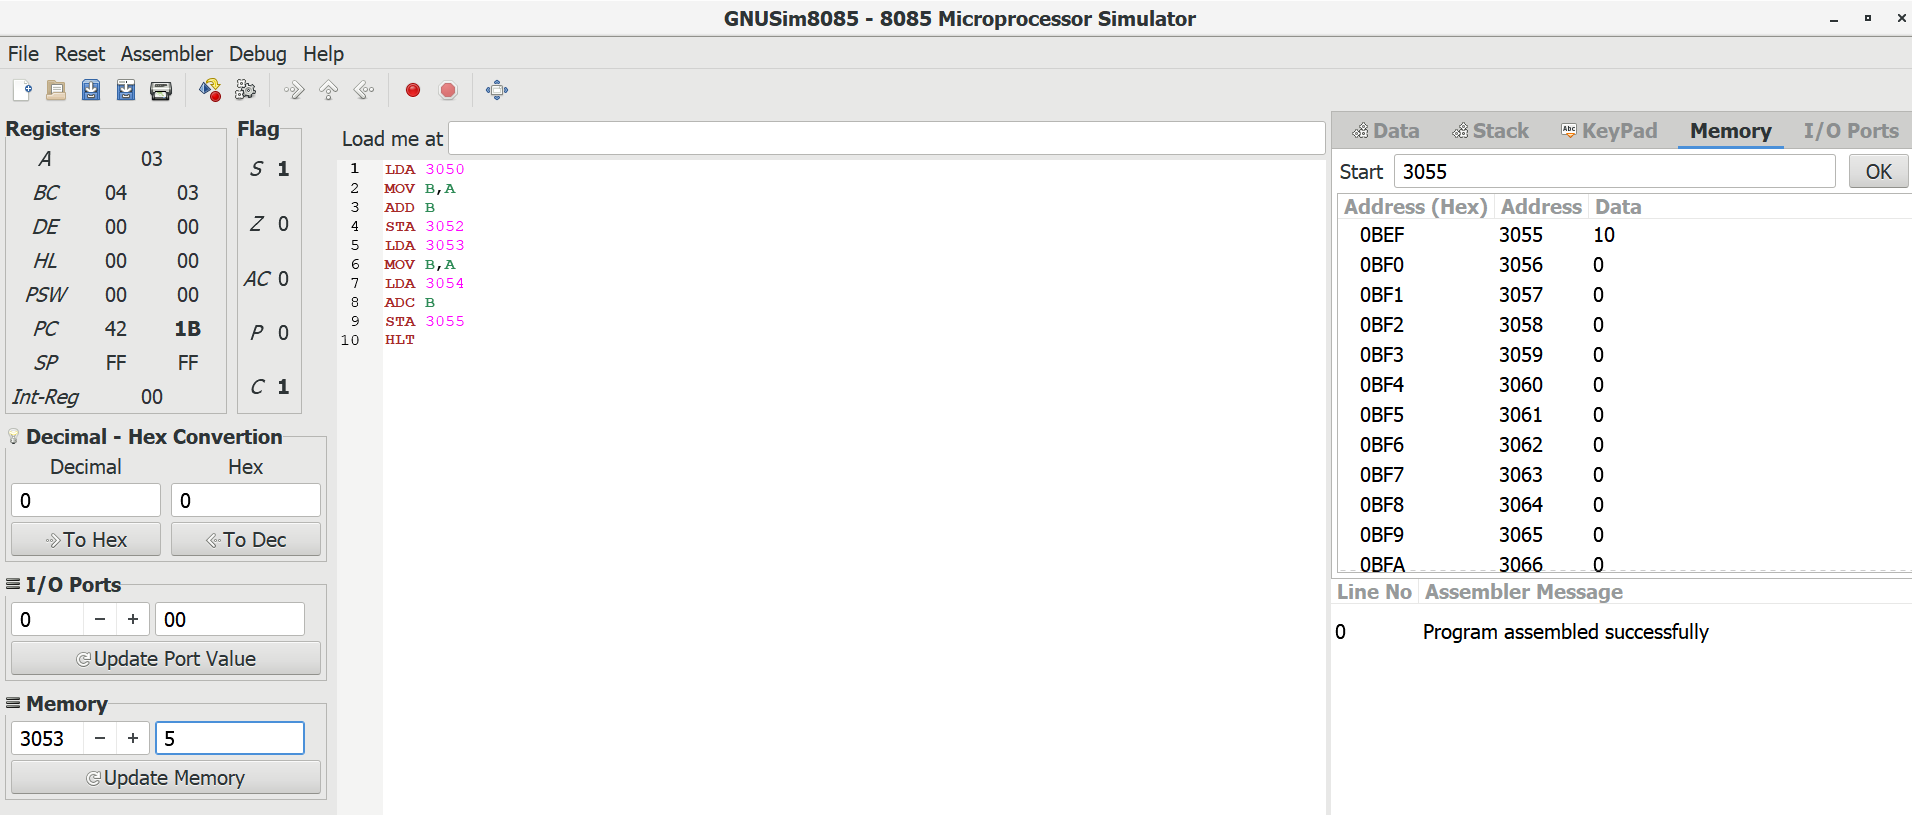 GNUSim8085 - 8085 Microprocessor Simulator
File Reset Assembler Debug Help
Registers
A 03
BC 04 03
DE 00 00
HL 00 00
PSW 00 00
PC 42 1B
SP FF FF
Int-Reg 00
Flag
S 1
Z 0
AC 0
P 0
C 1
Decimal - Hex Convertion
Decimal Hex
0 0
To Hex To Dec
I/O Ports
0 − + 00
Update Port Value
Memory
3053 − + 5
Update Memory
Load me at
1 LDA 3050
2 MOV B,A
3 ADD B
4 STA 3052
5 LDA 3053
6 MOV B,A
7 LDA 3054
8 ADC B
9 STA 3055
10 HLT
Data Stack Abc KeyPad Memory I/O Ports
Start 3055 OK
Address (Hex) Address Data
0BEF 3055 10
0BF0 3056 0
0BF1 3057 0
0BF2 3058 0
0BF3 3059 0
0BF4 3060 0
0BF5 3061 0
0BF6 3062 0
0BF7 3063 0
0BF8 3064 0
0BF9 3065 0
0BFA 3066 0
Line No Assembler Message
0 Program assembled successfully